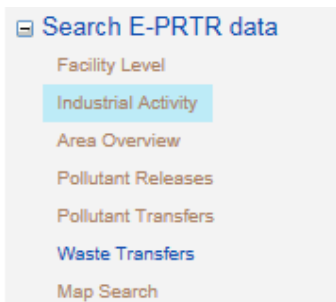 Search E-PRTR data
Facility Level
Industrial Activity
Area Overview
Pollutant Releases
Pollutant Transfers
Waste Transfers
Map Search